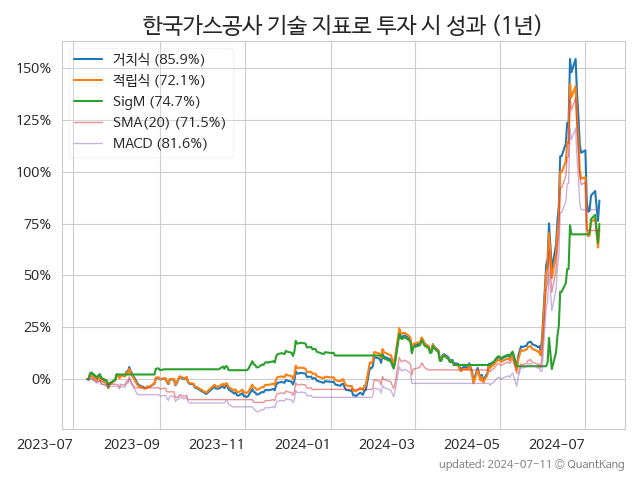 한국가스공사 기술 지표로 투자 시 성과 (1년)
거치식 (85.9%)
적립식 (72.1%)
SigM (74.7%)
SMA(20) (71.5%)
MACD (81.6%)
150%
125%
100%
75%
50%
25%
0%
2023-07 2023-09 2023-11 2024-01 2024-03 2024-05 2024-07
updated: 2024-07-11 © QuantKang